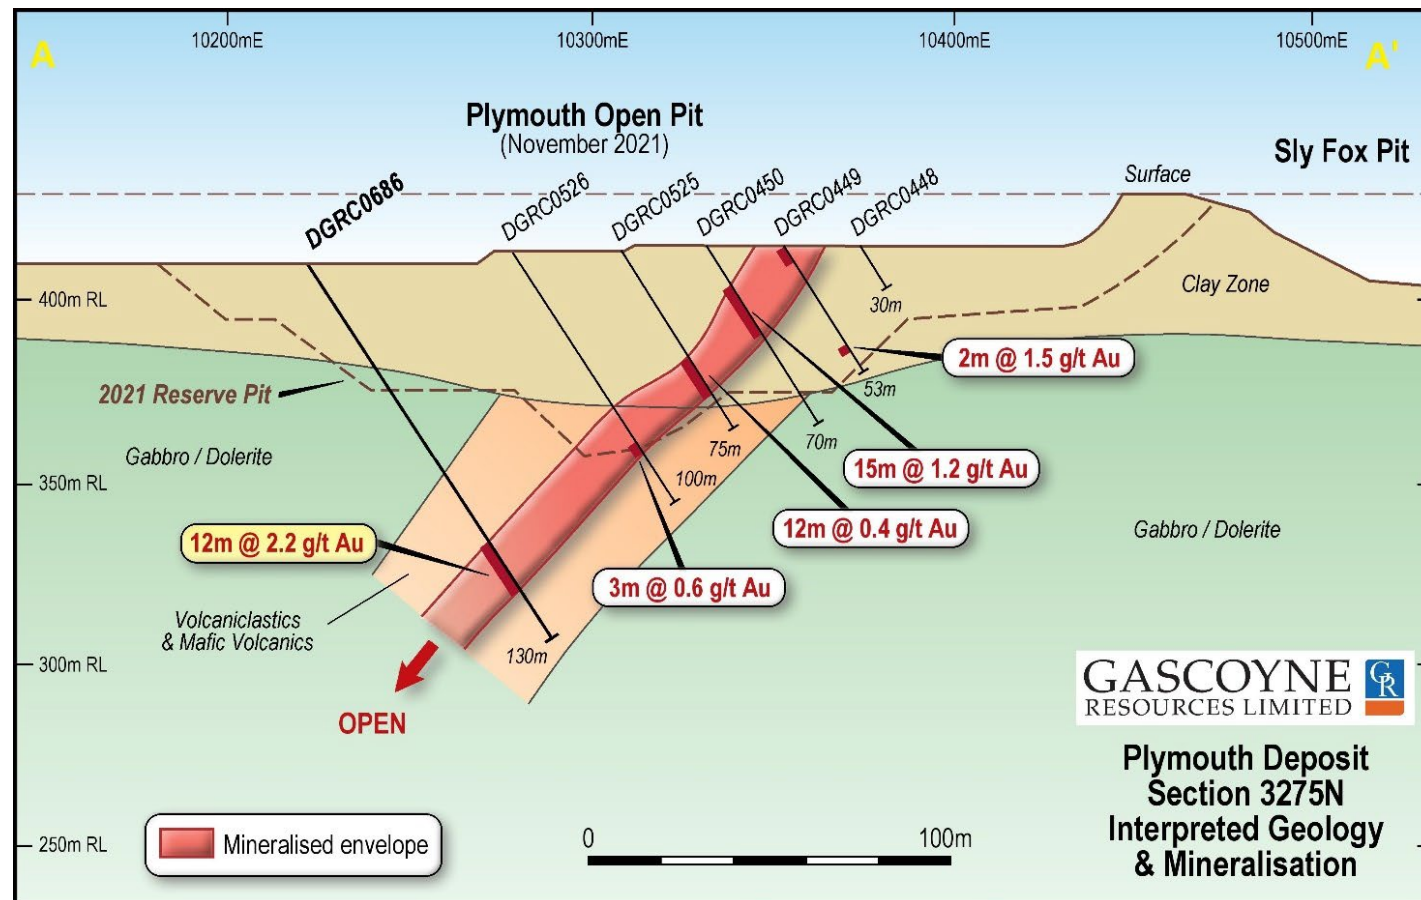 10200mE
10300mE
10400mE
10500mE
A
A'
Plymouth Open Pit
(November 2021)
Sly Fox Pit
Surface
DGRC0686
DGRC0526
DGRC0525
DGRC0450
DGRC0449
DGRC0448
400m RL
30m
Clay Zone
2m @ 1.5 g/t Au
53m
2021 Reserve Pit
70m
75m
Gabbro / Dolerite
100m
15m @ 1.2 g/t Au
350m RL
12m @ 0.4 g/t Au
Gabbro / Dolerite
12m @ 2.2 g/t Au
3m @ 0.6 g/t Au
Volcaniclastics
& Mafic Volcanics
130m
300m RL
OPEN
GASCOYNE
RESOURCES LIMITED
GR
Plymouth Deposit
Section 3275N
Interpreted Geology
& Mineralisation
250m RL
Mineralised envelope
0
100m